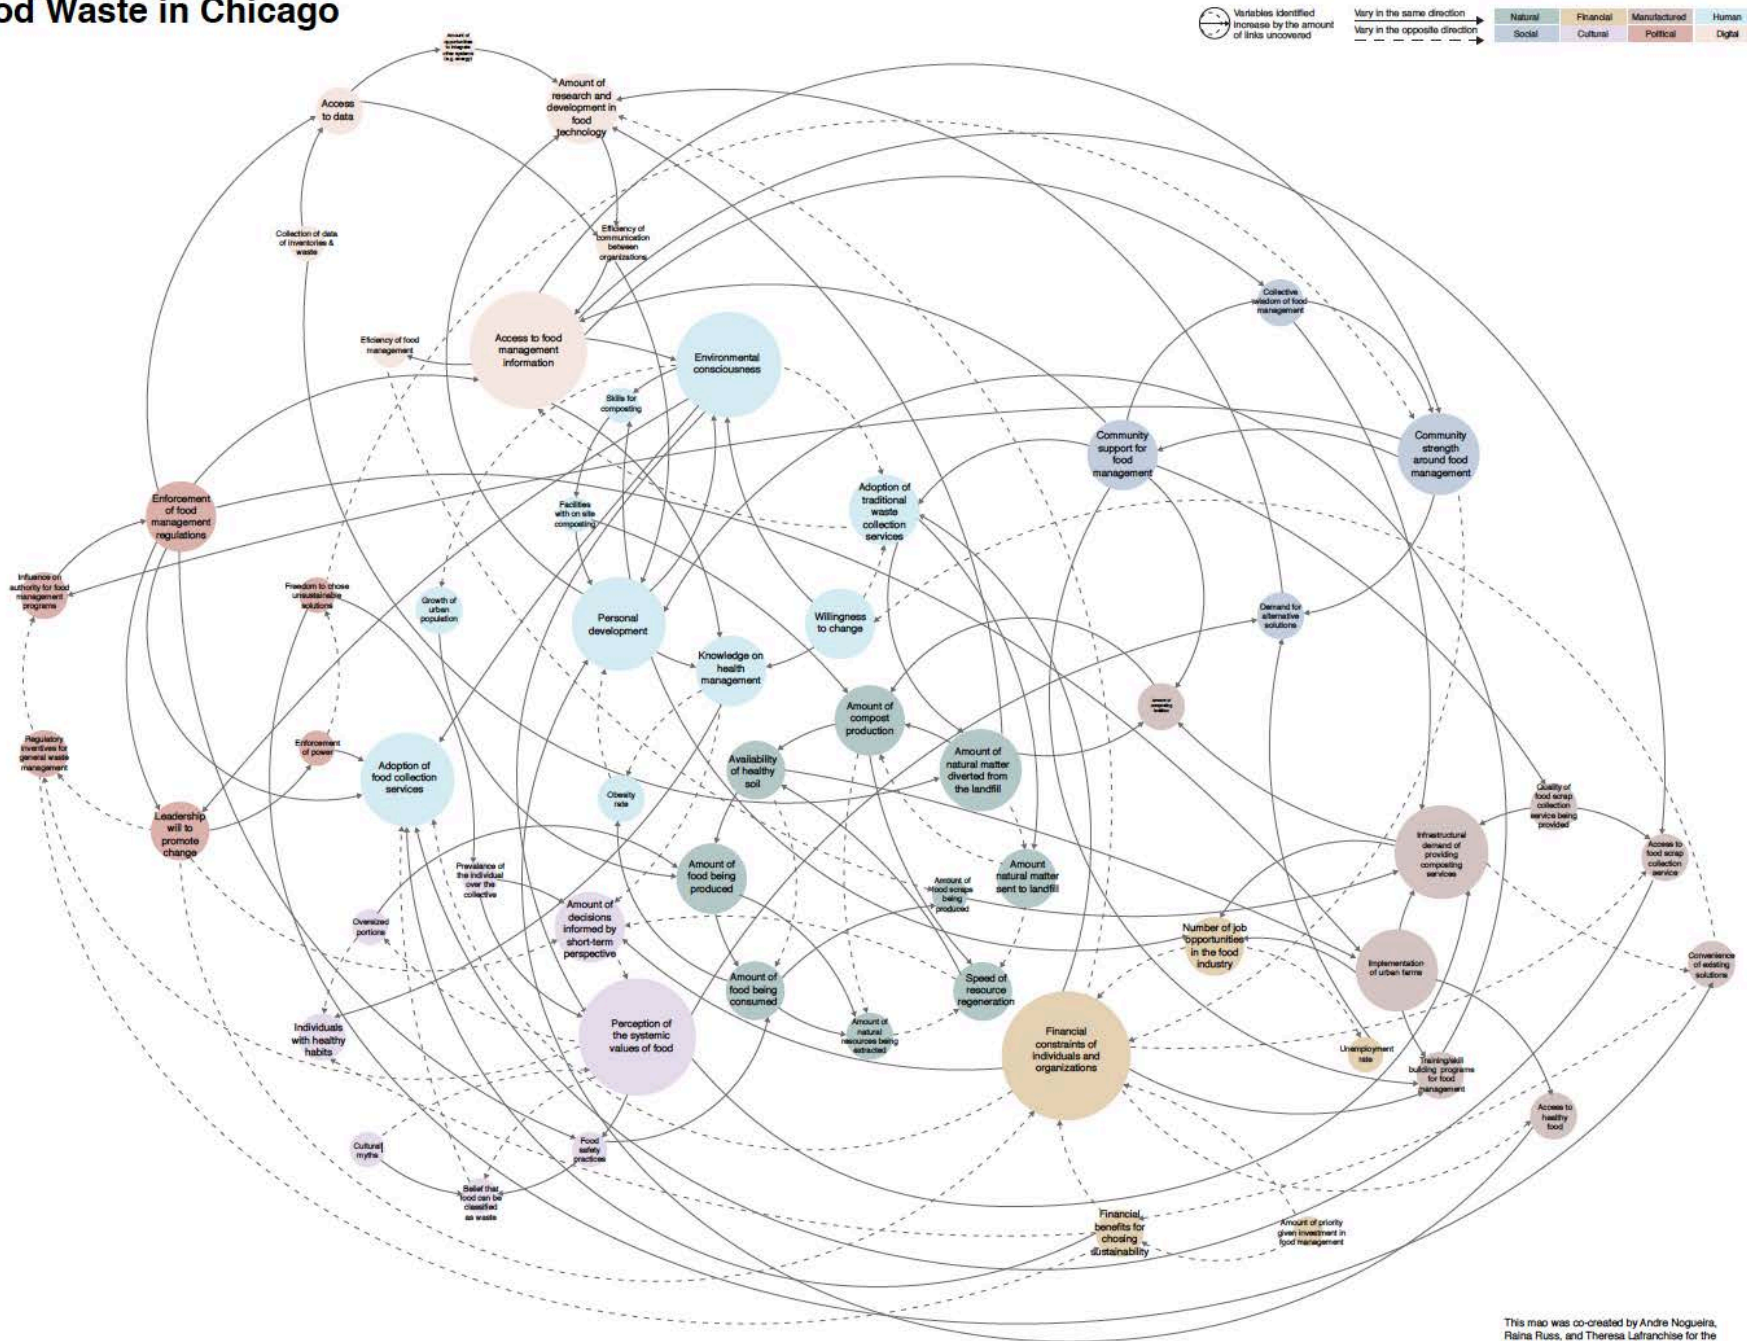 od Waste in Chicago
Variables identified
increase by the amount
of links uncovered
Vary in the same direction
Vary in the opposite direction
Natural
Financial
Manufactured
Human
Social
Cultural
Political
Digital
Amount of
opportunities
to integrate
other systems
(e.g. energy)
Access
to data
Amount of
research and
development in
food
technology
Collection of data
of inventories &
waste
Efficiency of
communication
between
organizations
Collective
wisdom of food
management
Efficiency of food
management
Access to food
management
information
Environmental
consciousness
Skills for
composting
Community
support for
food
management
Community
strength
around food
management
Enforcement
of food
management
regulations
Facilities
with on site
composting
Adoption of
traditional
waste
collection
services
Influence on
authority for food
management
programs
Freedom to chose
unsustainable
solutions
Growth of
urban
population
Personal
development
Willingness
to change
Demand for
alternative
solutions
Knowledge on
health
management
Amount of
compost
production
Regulatory
inventives for
general waste
management
Enforcement
of power
Adoption of
food collection
services
Availability
of healthy
soil
Amount of
natural matter
diverted from
the landfill
Obesity
rate
Quality of
food scrap
collection
service being
provided
Leadership
will to
promote
change
Infrastructural
demand of
providing
composting
services
Access to
food scrap
collection
service
Prevalance of
the individual
over the
collective
Amount of
food being
produced
Amount of
food scraps
being
produced
Amount
natural matter
sent to landfill
Oversized
portions
Amount of
decisions
informed by
short-term
perspective
Number of job
opportunities
in the food
industry
Implementation
of urban farms
Convenience
of existing
solutions
Amount of
food being
consumed
Speed of
resource
regeneration
Individuals
with healthy
habits
Perception of
the systemic
values of food
Amount of
natural
resources being
extracted
Financial
constraints of
individuals and
organizations
Unemployment
rate
Training/skill
building programs
for food
management
Access to
healthy
food
Cultural
myths
Food
safety
practices
Belief that
food can be
classified
as waste
Financial
benefits for
chosing
sustainability
Amount of priority
given investment in
food management
This map was co-created by Andre Nogueira,
Raina Russ, and Theresa Lafranchise for the